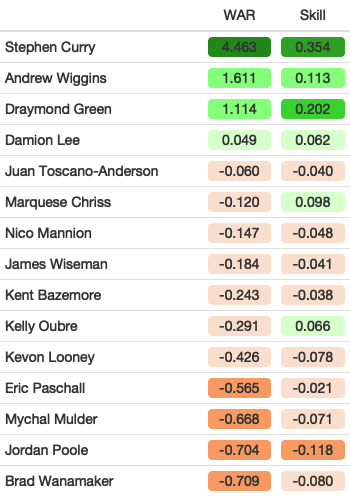 WAR Skill
Stephen Curry 4.463 0.354
Andrew Wiggins 1.611 0.113
Draymond Green 1.114 0.202
Damion Lee 0.049 0.062
Juan Toscano-Anderson -0.060 -0.040
Marquese Chriss -0.120 0.098
Nico Mannion -0.147 -0.048
James Wiseman -0.184 -0.041
Kent Bazemore -0.243 -0.038
Kelly Oubre -0.291 0.066
Kevon Looney -0.426 -0.078
Eric Paschall -0.565 -0.021
Mychal Mulder -0.668 -0.071
Jordan Poole -0.704 -0.118
Brad Wanamaker -0.709 -0.080